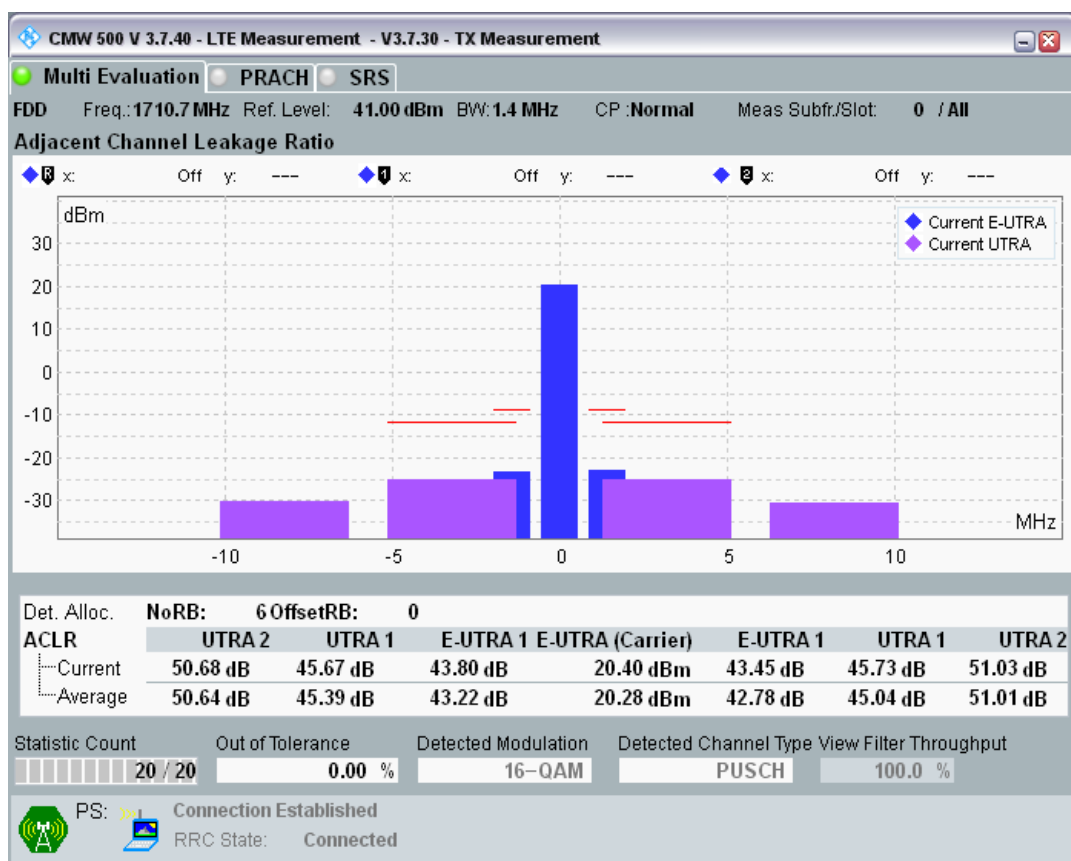 CMW 500 V 3.7.40 - LTE Measurement - V3.7.30 - TX Measurement
Multi Evaluation PRACH SRS
FDD Freq.: 1710.7 MHz Ref. Level: 41.00 dBm BW: 1.4 MHz CP :Normal Meas Subfr./Slot: 0 / All
Adjacent Channel Leakage Ratio
R x: Off y: --- 1 x: Off y: --- 2 x: Off y: ---
dBm
Current E-UTRA
Current UTRA
30
20
10
0
-10
-20
-30
MHz
-10 -5 0 5 10
Det. Alloc. NoRB: 6 OffsetRB: 0
ACLR UTRA 2 UTRA 1 E-UTRA 1 E-UTRA (Carrier) E-UTRA 1 UTRA 1 UTRA 2
Current 50.68 dB 45.67 dB 43.80 dB 20.40 dBm 43.45 dB 45.73 dB 51.03 dB
Average 50.64 dB 45.39 dB 43.22 dB 20.28 dBm 42.78 dB 45.04 dB 51.01 dB
Statistic Count Out of Tolerance Detected Modulation Detected Channel Type View Filter Throughput
20 / 20 0.00 % 16-QAM PUSCH 100.0 %
PS: Connection Established
RRC State: Connected